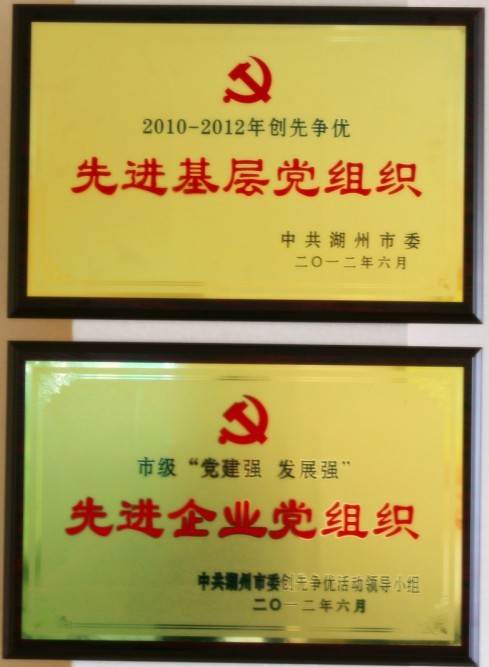 2010-2012年创先争优
先进基层党组织
中共湖州市委
二〇一二年六月
市级“党建强 发展强”
先进企业党组织
中共湖州市委创先争优活动领导小组
二〇一二年六月